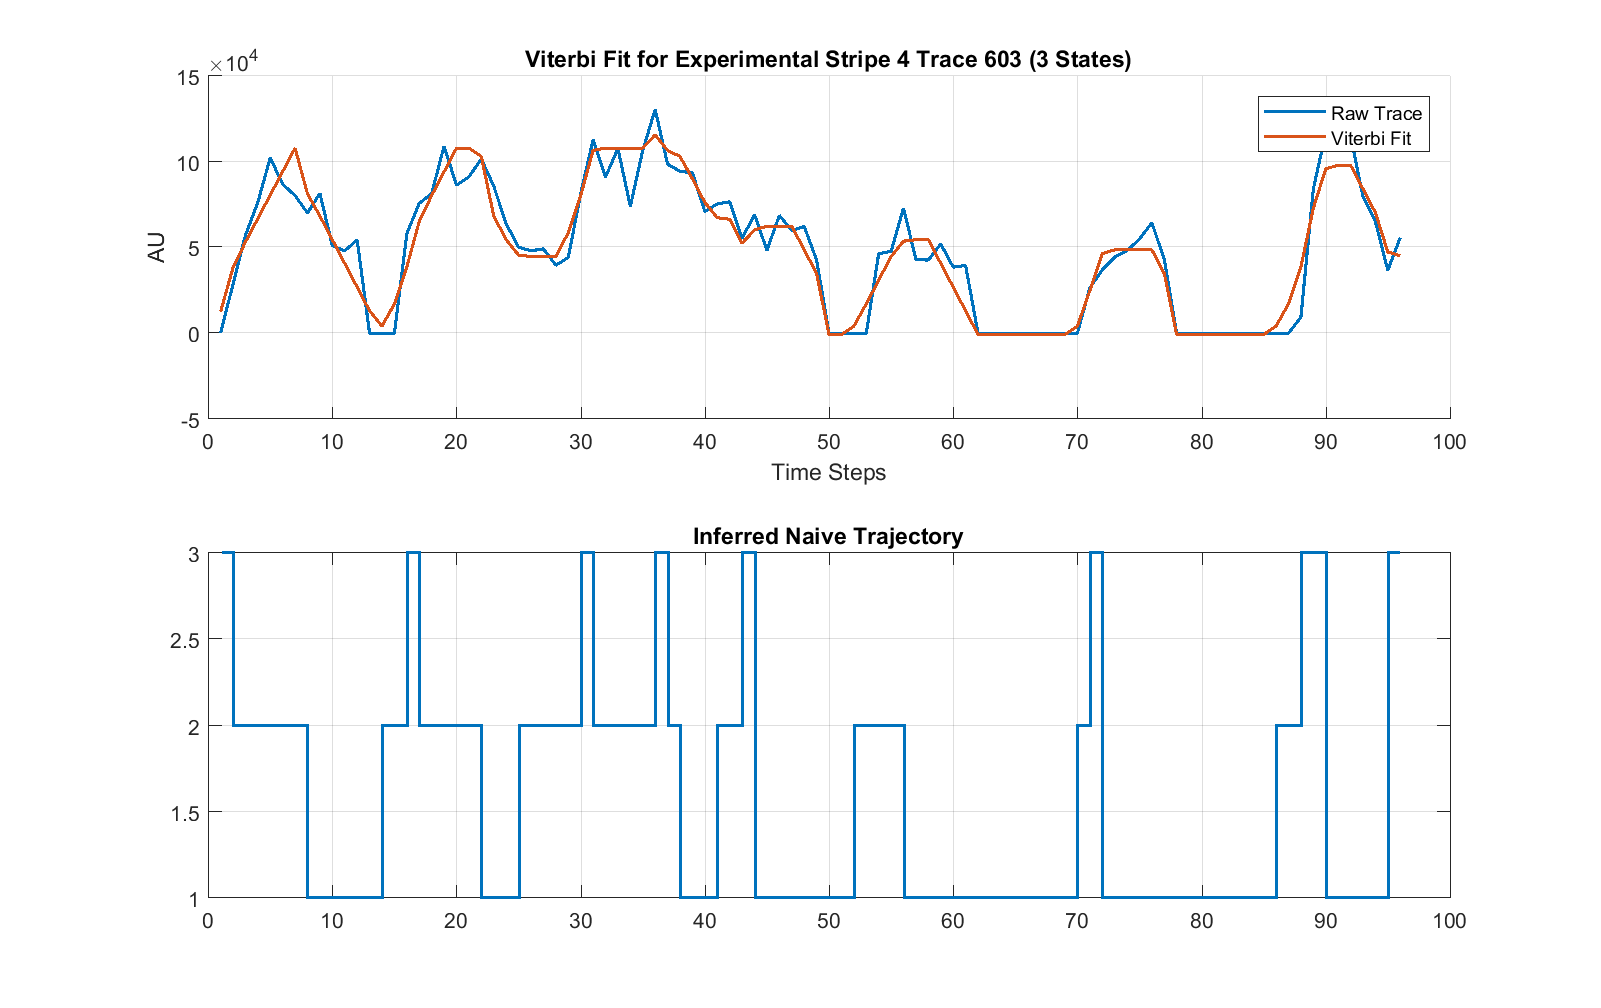 Viterbi Fit for Experimental Stripe 4 Trace 603 (3 States)
×10⁴
15
10
5
0
-5
AU
Raw Trace
Viterbi Fit
0 10 20 30 40 50 60 70 80 90 100
Time Steps
Inferred Naive Trajectory
3
2.5
2
1.5
1
0 10 20 30 40 50 60 70 80 90 100